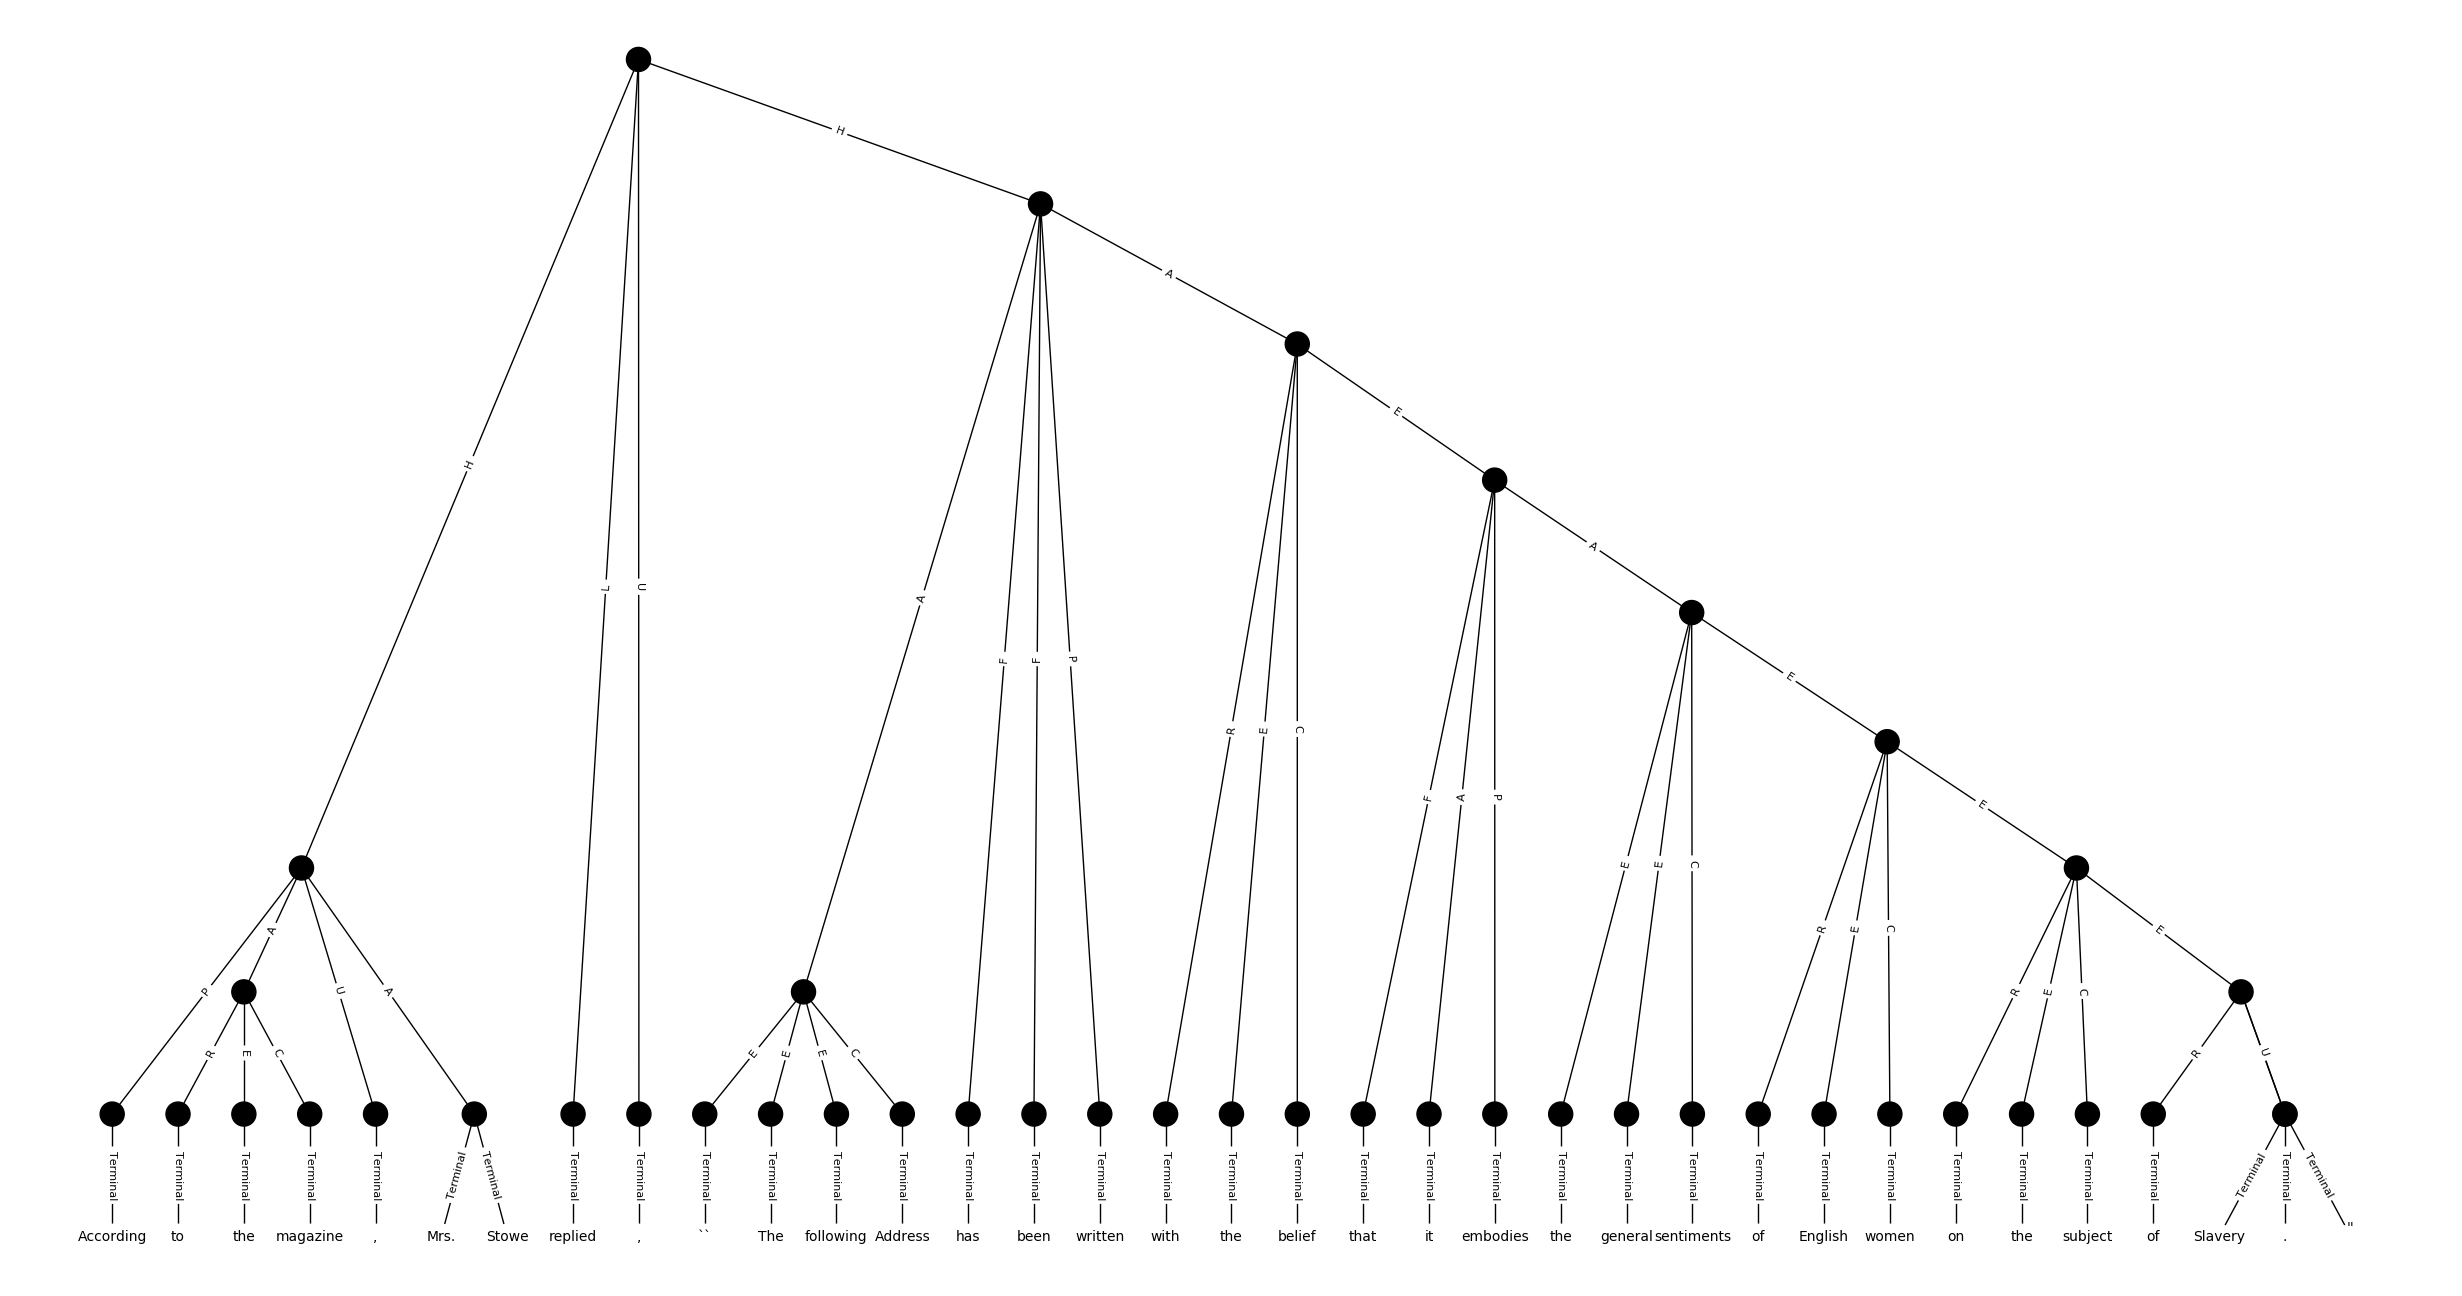 H
H
A
E
A
H
E
L U
A
F F P
E
R E C
F A P
E E C
P A U A
R E C
E
R E C
R E C
E E E C
R U
Terminal Terminal Terminal Terminal Terminal Terminal Terminal Terminal Terminal Terminal Terminal Terminal Terminal Terminal Terminal Terminal Terminal Terminal Terminal Terminal Terminal Terminal Terminal Terminal Terminal Terminal Terminal Terminal Terminal Terminal Terminal Terminal Terminal Terminal Terminal
According to the magazine , Mrs. Stowe replied , `` The following Address has been written with the belief that it embodies the general sentiments of English women on the subject of Slavery . "